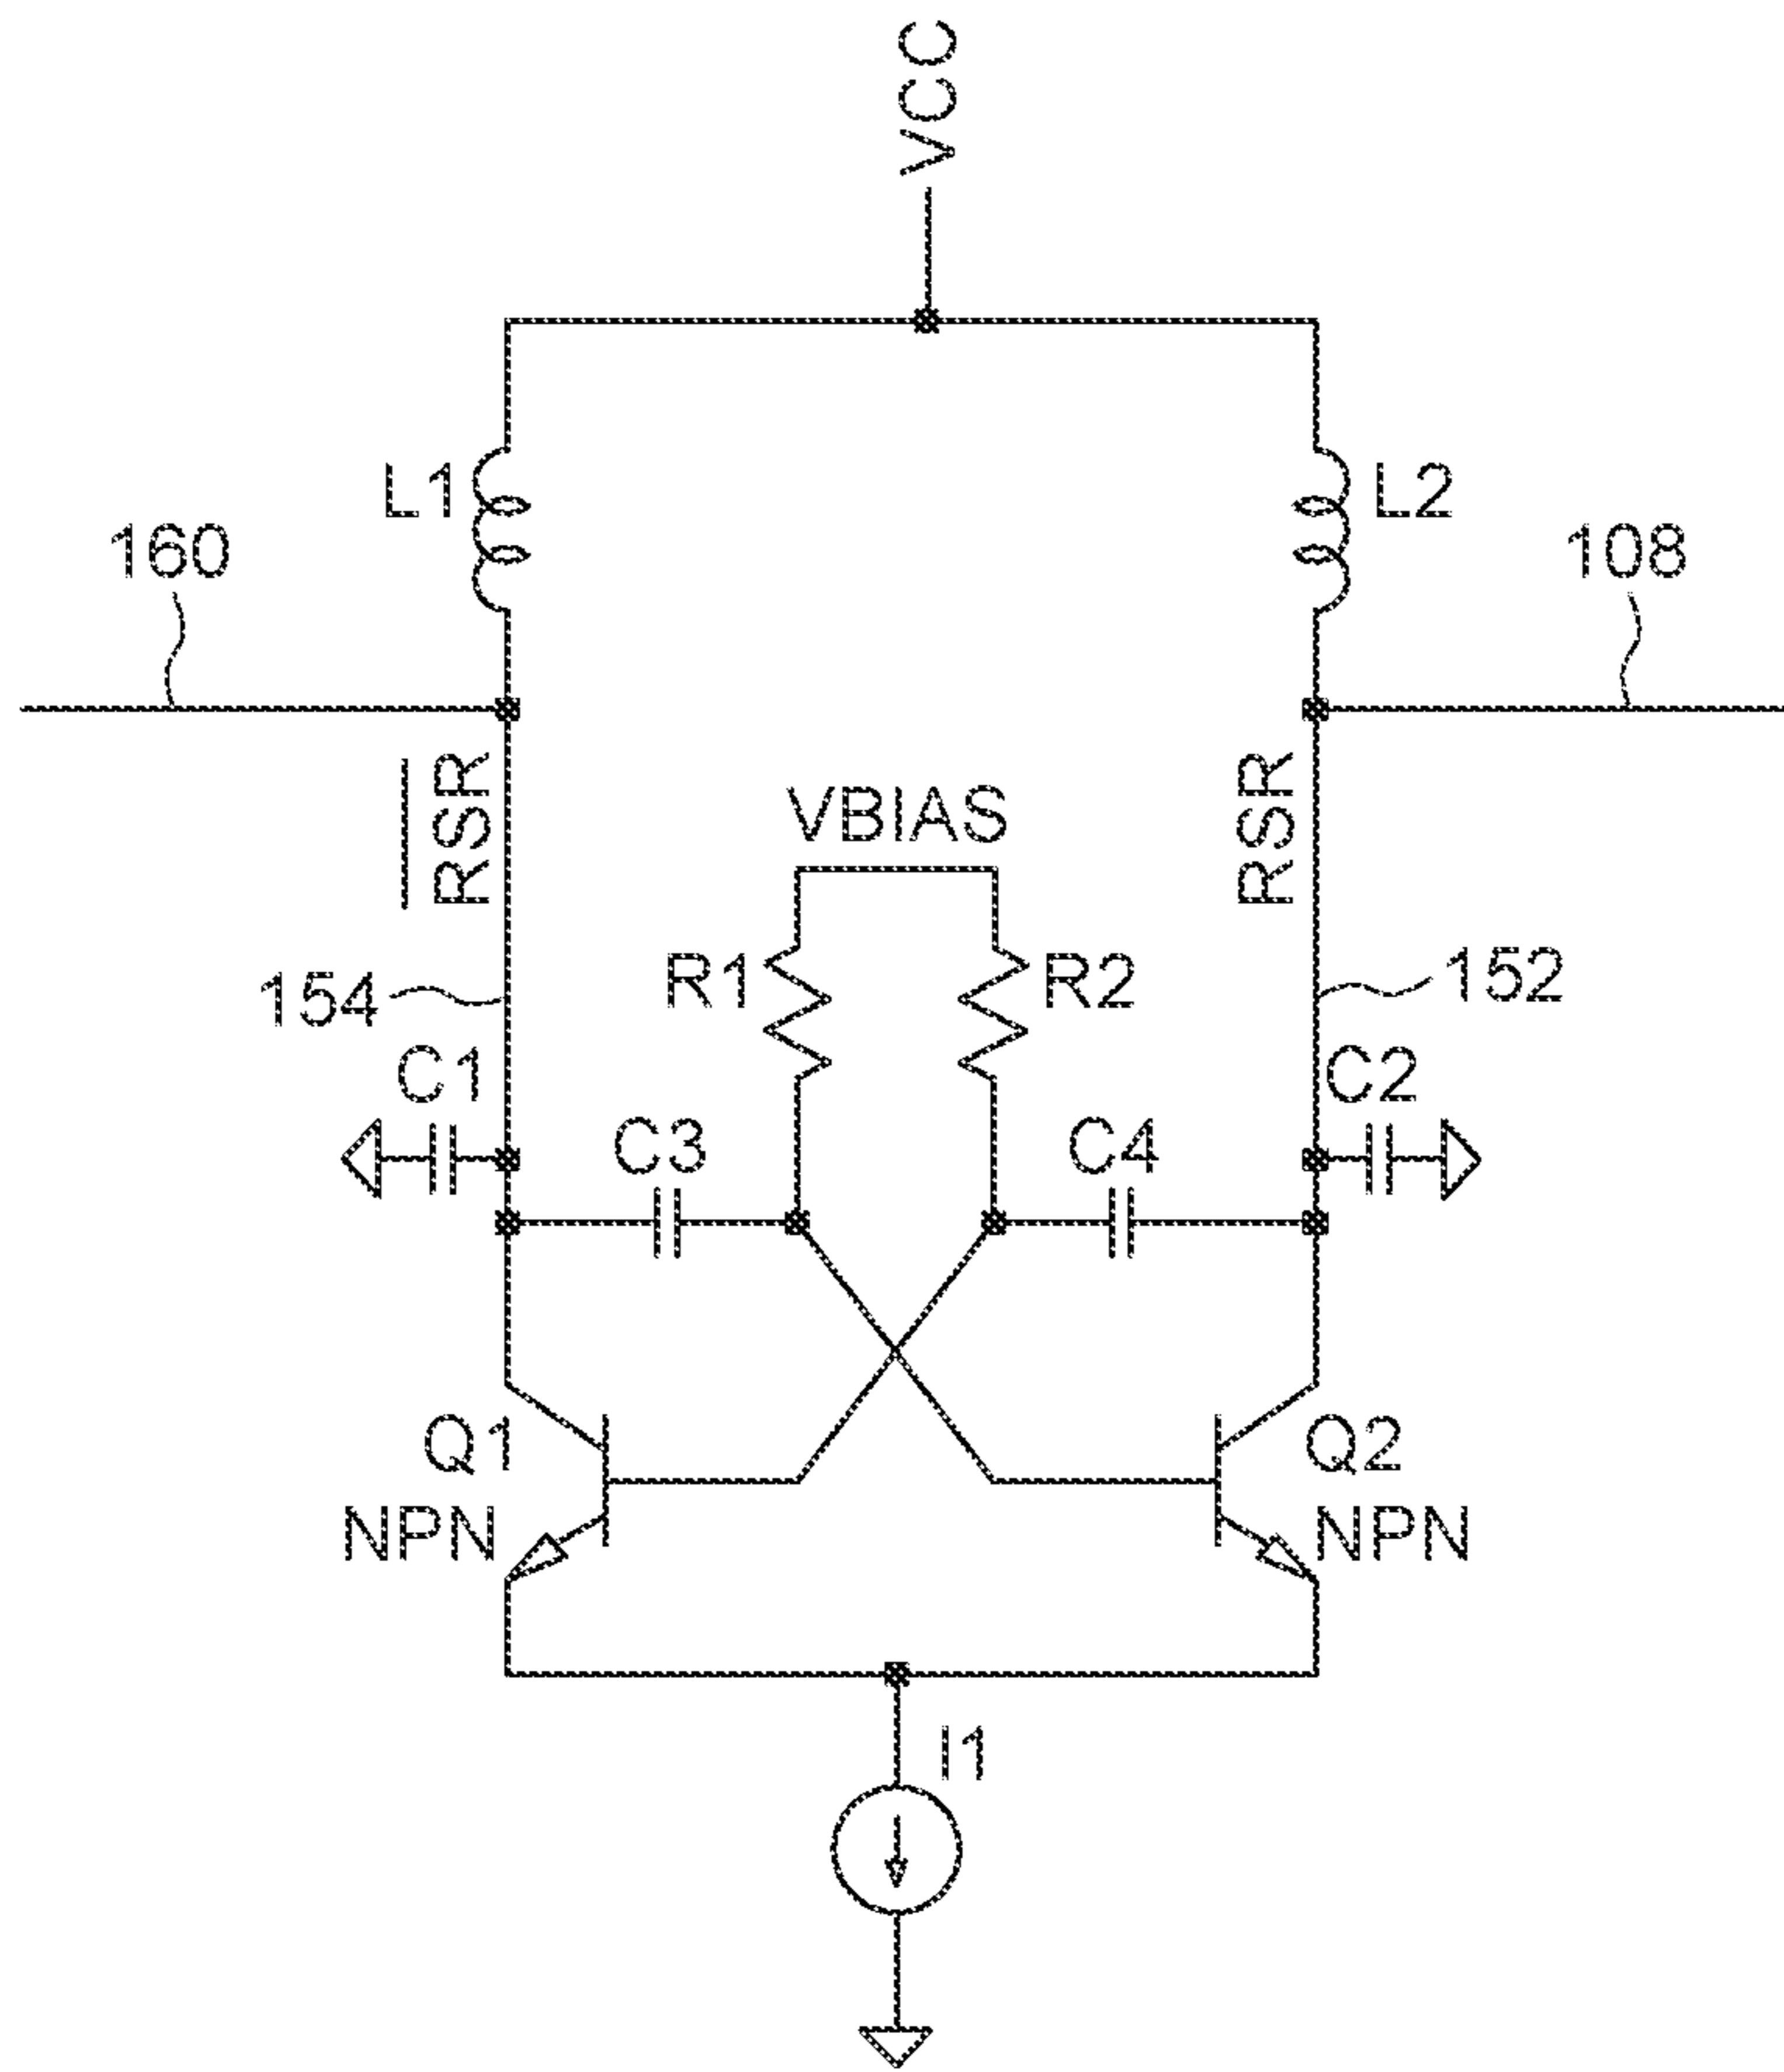 VCC
L1
L2
160
108
RSR
RSR
VBIAS
R1
R2
154
152
C1
C2
C3
C4
Q1
NPN
Q2
NPN
I1